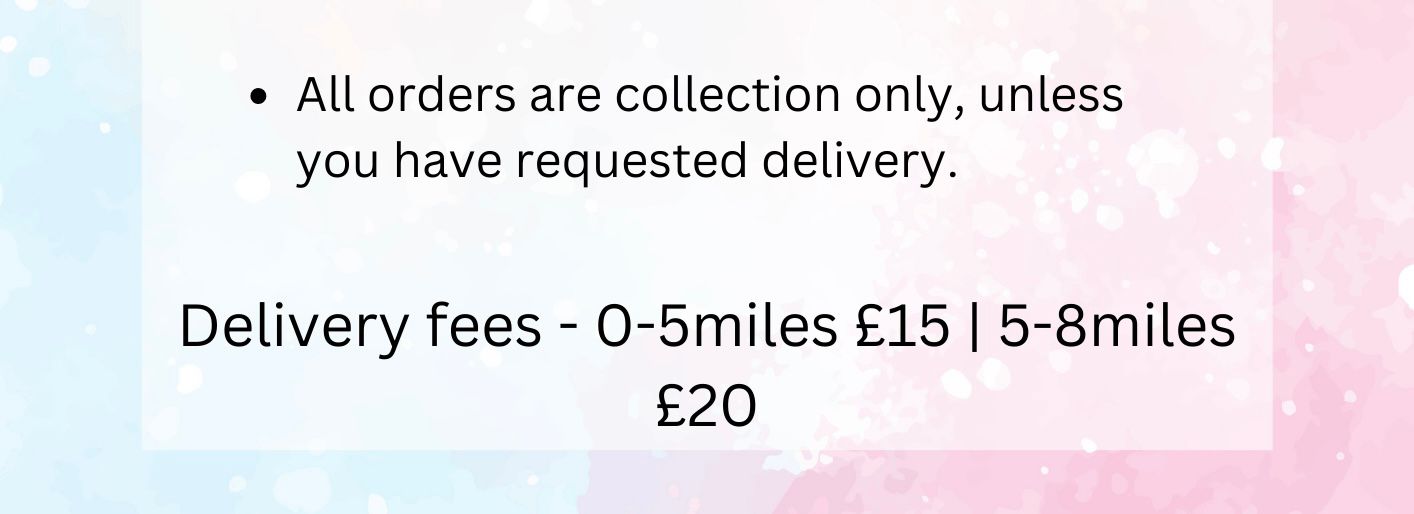 • All orders are collection only, unless
you have requested delivery.
Delivery fees - 0-5miles £15 | 5-8miles
£20